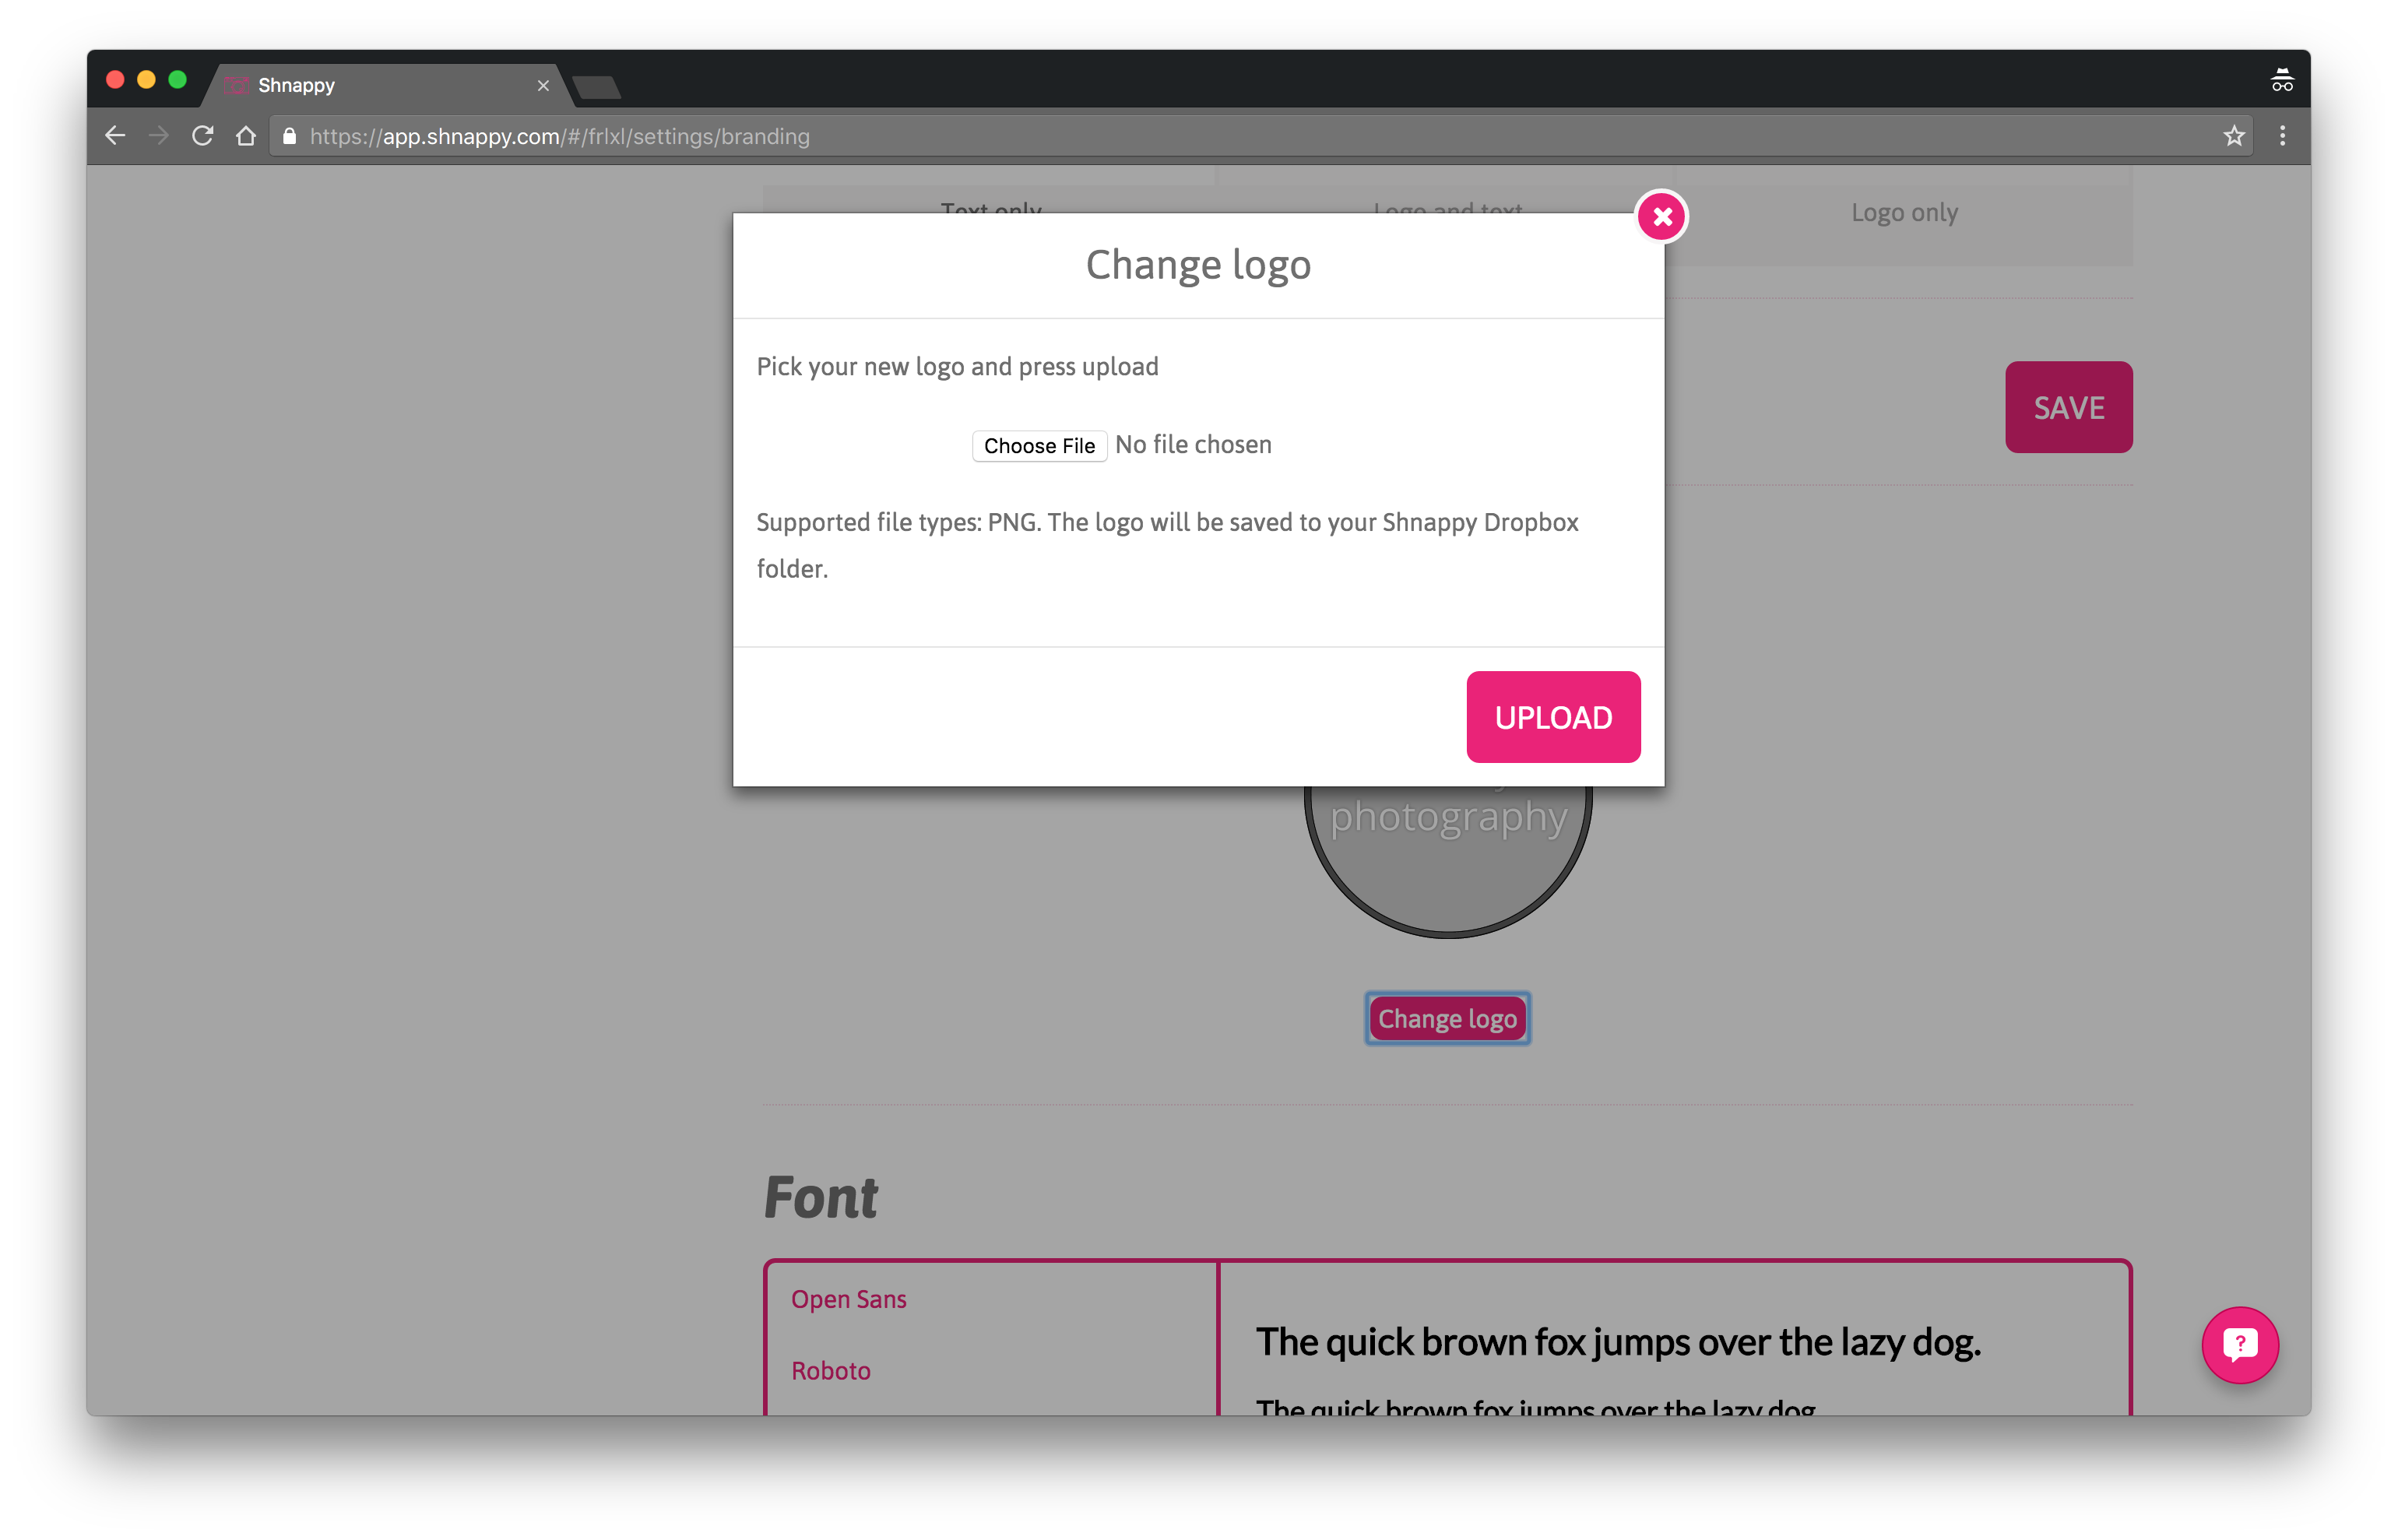 Shnappy
https://app.shnappy.com/#/frlxl/settings/branding
Text only
Logo and text
Logo only
Change logo
Pick your new logo and press upload
SAVE
Choose File No file chosen
Supported file types: PNG. The logo will be saved to your Shnappy Dropbox
folder.
UPLOAD
photography
Change logo
Font
Open Sans
The quick brown fox jumps over the lazy dog.
Roboto
The quick brown fox jumps over the lazy dog